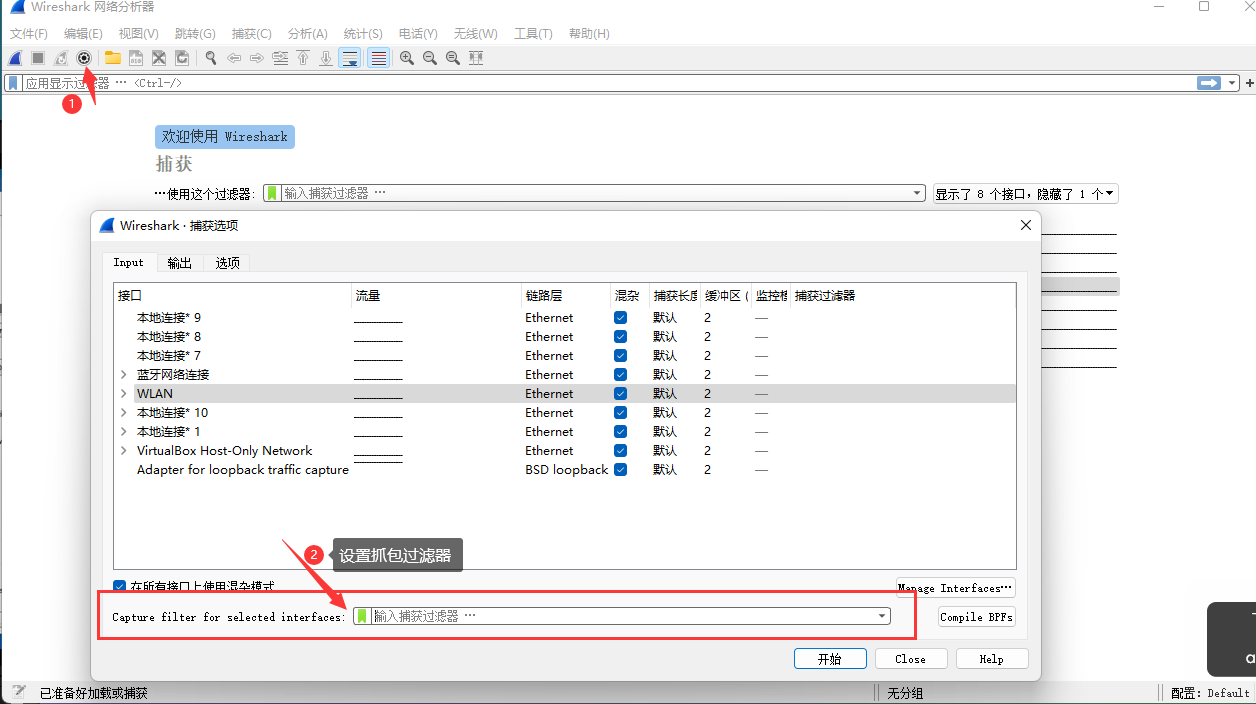 Wireshark 网络分析器
文件(F) 编辑(E) 视图(V) 跳转(G) 捕获(C) 分析(A) 统计(S) 电话(Y) 无线(W) 工具(T) 帮助(H)
应用显示过滤器 … <Ctrl-/>
1
欢迎使用 Wireshark
捕获
…使用这个过滤器: 输入捕获过滤器 … 显示了 8 个接口,隐藏了 1 个
Wireshark · 捕获选项
Input 输出 选项
接口 流量 链路层 混杂 捕获长度 缓冲区 ( 监控模 捕获过滤器
本地连接* 9 Ethernet 默认 2 —
本地连接* 8 Ethernet 默认 2 —
本地连接* 7 Ethernet 默认 2 —
蓝牙网络连接 Ethernet 默认 2 —
WLAN Ethernet 默认 2 —
本地连接* 10 Ethernet 默认 2 —
本地连接* 1 Ethernet 默认 2 —
VirtualBox Host-Only Network Ethernet 默认 2 —
Adapter for loopback traffic capture BSD loopback 默认 2 —
2 设置抓包过滤器
在所有接口上使用混杂模式 Manage Interfaces…
Capture filter for selected interfaces: 输入捕获过滤器 … Compile BPFs
开始 Close Help
已准备好加载或捕获 无分组 配置: Default